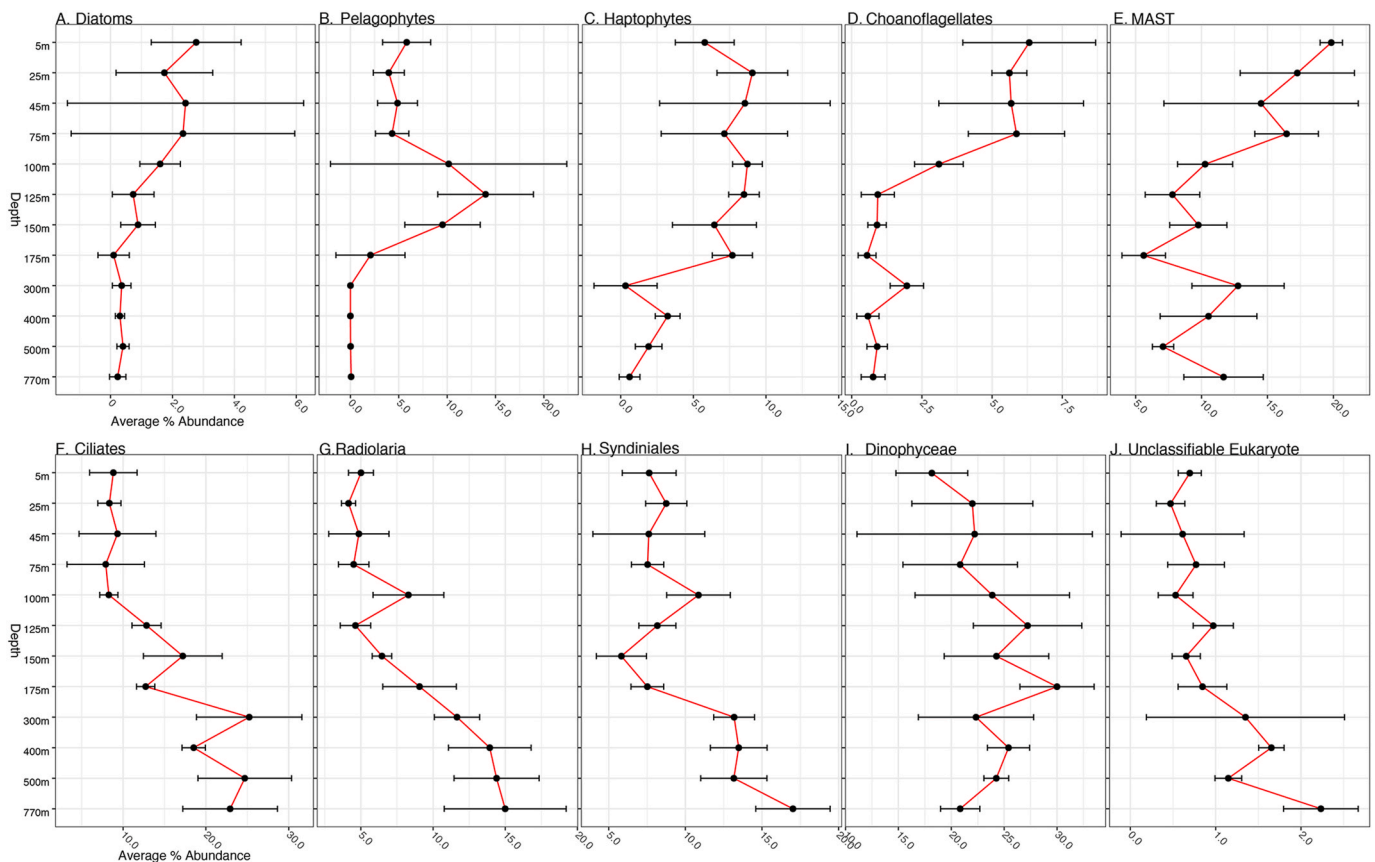 A. Diatoms
B. Pelagophytes
C. Haptophytes
D. Choanoflagellates
E. MAST
5m
25m
45m
75m
100m
125m
150m
175m
300m
400m
500m
770m
Depth
0 2.0 4.0 6.0
0.0 5.0 10.0 15.0 20.0
0.0 5.0 10.0 15.0
0.0 2.5 5.0 7.5
5.0 10.0 15.0 20.0
Average % Abundance
F. Ciliates
G.Radiolaria
H. Syndiniales
I. Dinophyceae
J. Unclassifiable Eukaryote
5m
25m
45m
75m
100m
125m
150m
175m
300m
400m
500m
770m
Depth
10.0 20.0 30.0
5.0 10.0 15.0 20.0
5.0 10.0 15.0 20.0
15.0 20.0 25.0 30.0
0.0 1.0 2.0
Average % Abundance